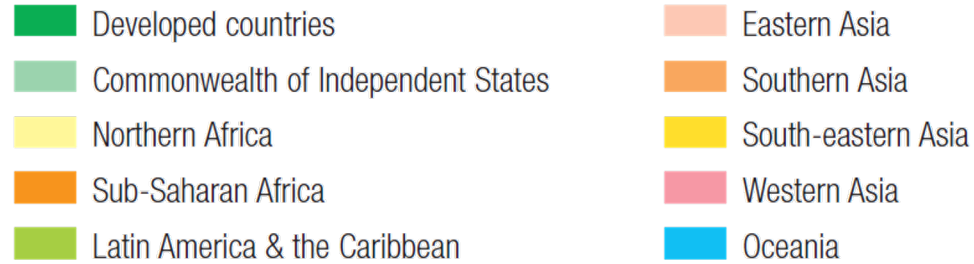 Developed countries
Commonwealth of Independent States
Northern Africa
Sub-Saharan Africa
Latin America & the Caribbean
Eastern Asia
Southern Asia
South-eastern Asia
Western Asia
Oceania